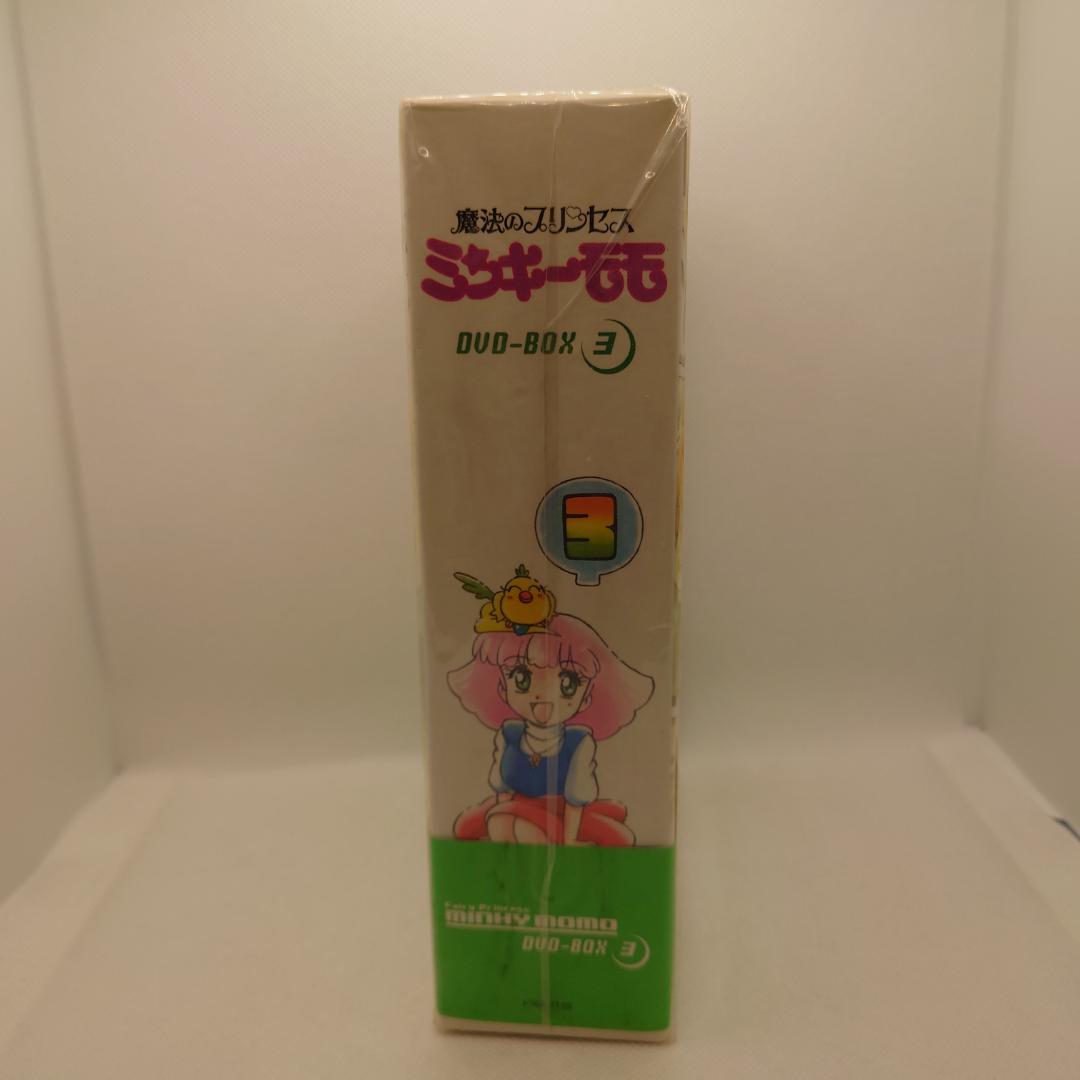 魔法のプリンセス
ミンキーモモ
DVD-BOX 3
3
Fairy Princess
MINKY MOMO
DVD-BOX 3